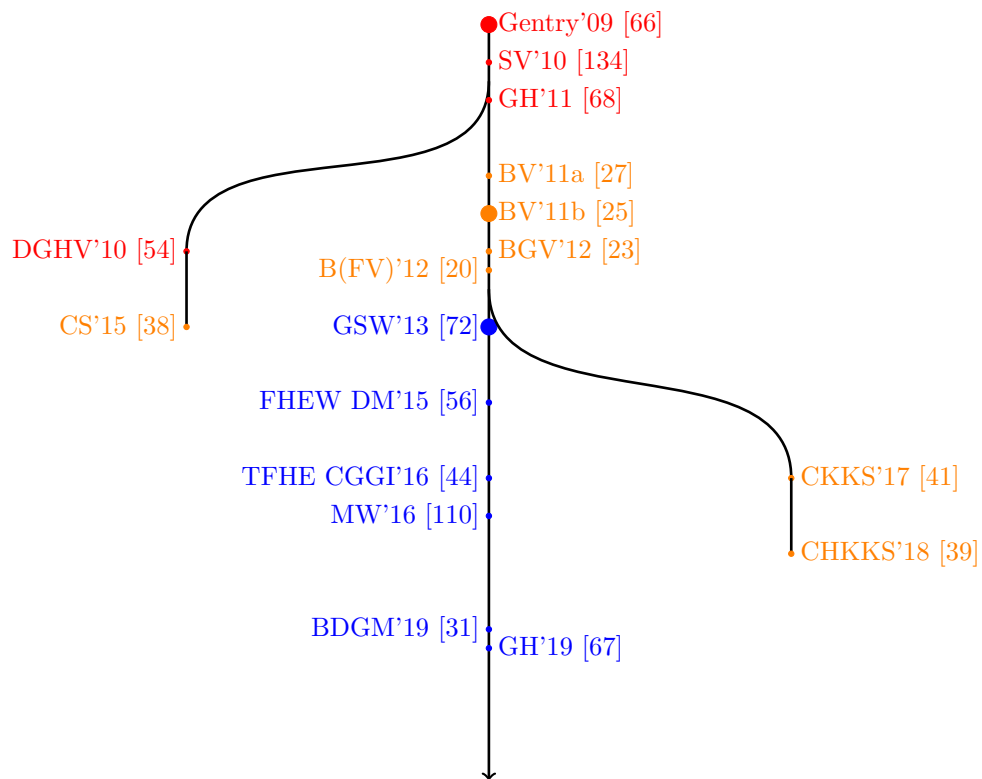 Gentry'09 [66]
SV'10 [134]
GH'11 [68]
BV'11a [27]
BV'11b [25]
DGHV'10 [54]
BGV'12 [23]
B(FV)'12 [20]
CS'15 [38]
GSW'13 [72]
FHEW DM'15 [56]
TFHE CGGI'16 [44]
CKKS'17 [41]
MW'16 [110]
CHKKS'18 [39]
BDGM'19 [31]
GH'19 [67]